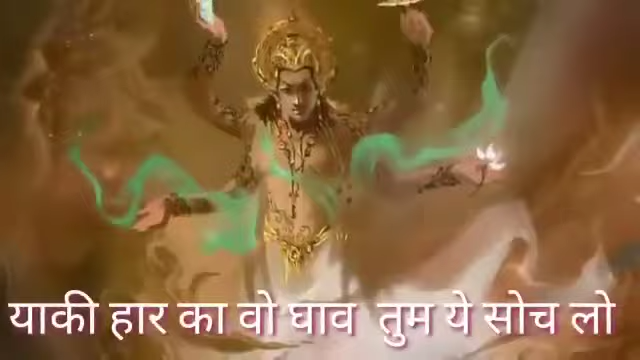 याकी हार का वो घाव तुम ये सोच लो